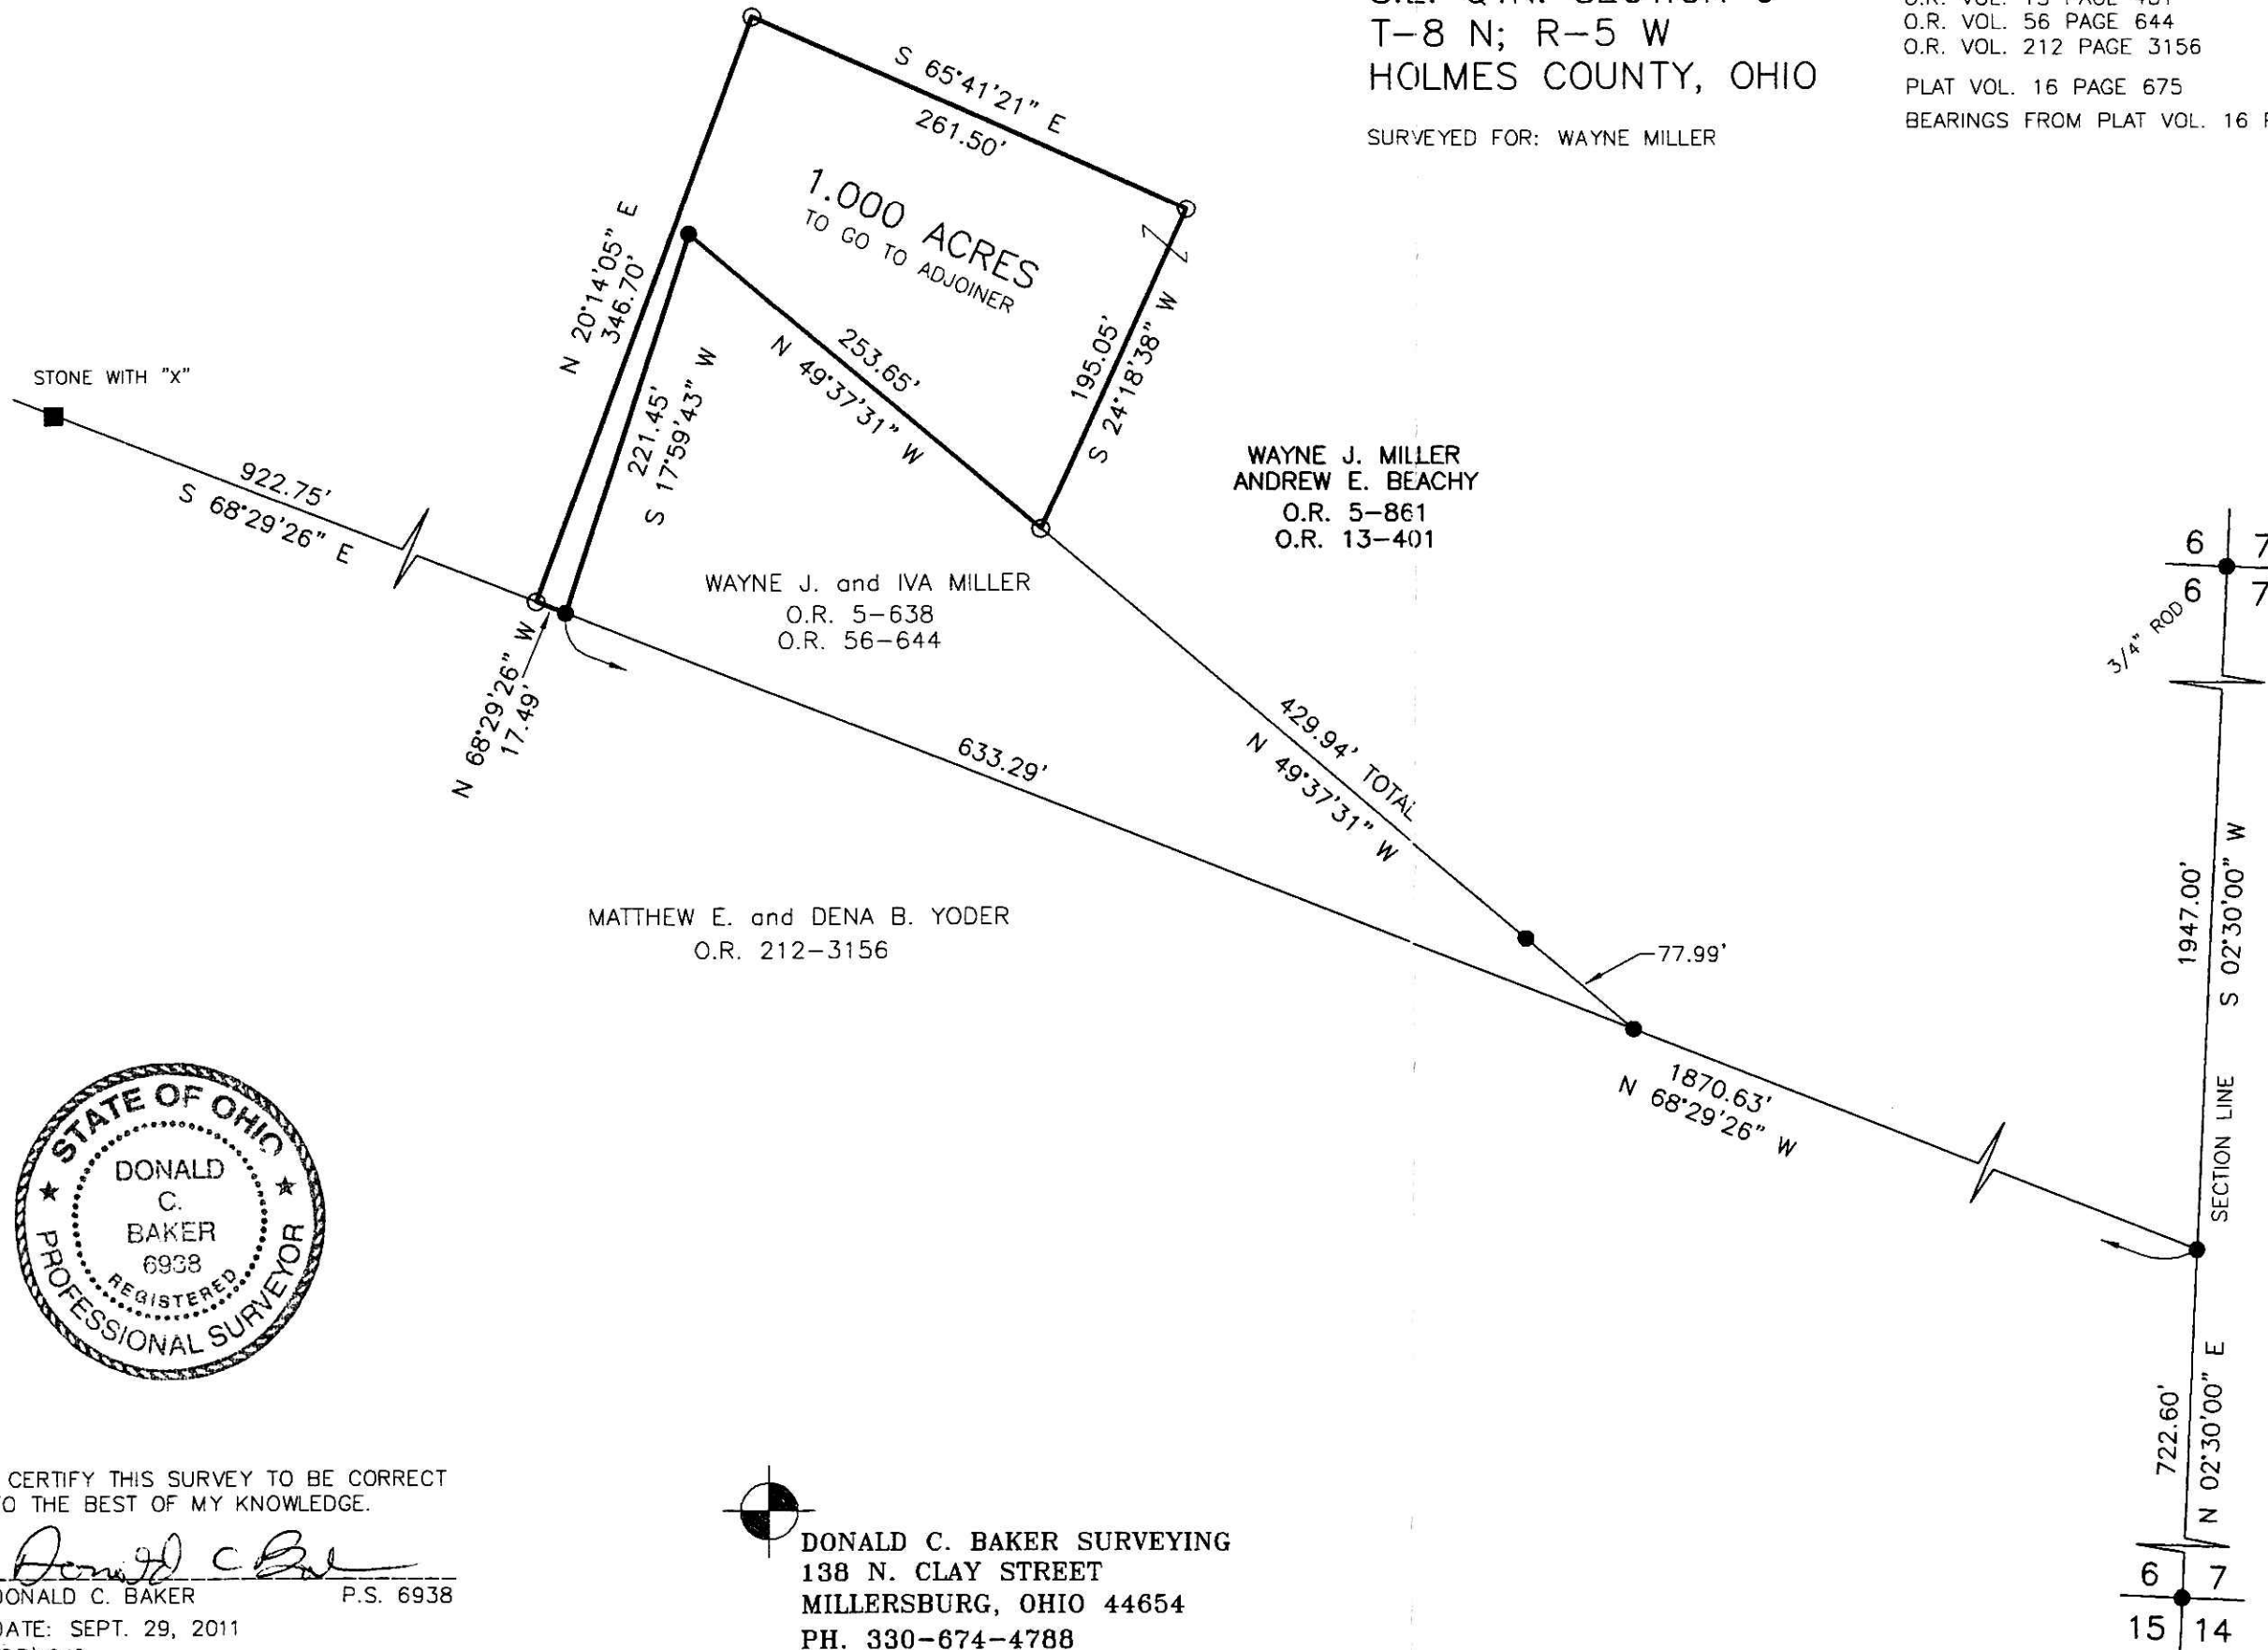 T-8 N; R-5 W
HOLMES COUNTY, OHIO
SURVEYED FOR: WAYNE MILLER
O.R. VOL. 56 PAGE 644
O.R. VOL. 212 PAGE 3156
PLAT VOL. 16 PAGE 675
BEARINGS FROM PLAT VOL. 16
S 65°41'21" E
261.50'
1.000 ACRES
TO GO TO ADJOINER
N 20°14'05" E
346.70'
221.45'
S 17°59'43" W
253.65'
N 49°37'31" W
195.05'
S 24°18'38" W
STONE WITH "X"
922.75'
S 68°29'26" E
WAYNE J. MILLER
ANDREW E. BEACHY
O.R. 5-861
O.R. 13-401
WAYNE J. and IVA MILLER
O.R. 5-638
O.R. 56-644
N 68°29'26" W
17.49'
633.29'
429.94' TOTAL
N 49°37'31" W
77.99'
MATTHEW E. and DENA B. YODER
O.R. 212-3156
1870.63'
N 68°29'26" W
6 7
6 7
3/4" ROD
1947.00'
SECTION LINE S 02°30'00" W
722.60'
N 02°30'00" E
6 7
15 14
STATE OF OHIO
DONALD
C.
BAKER
6938
REGISTERED
PROFESSIONAL SURVEYOR
CERTIFY THIS SURVEY TO BE CORRECT
TO THE BEST OF MY KNOWLEDGE.
Donald C Baker
DONALD C. BAKER P.S. 6938
DATE: SEPT. 29, 2011
DONALD C. BAKER SURVEYING
138 N. CLAY STREET
MILLERSBURG, OHIO 44654
PH. 330-674-4788